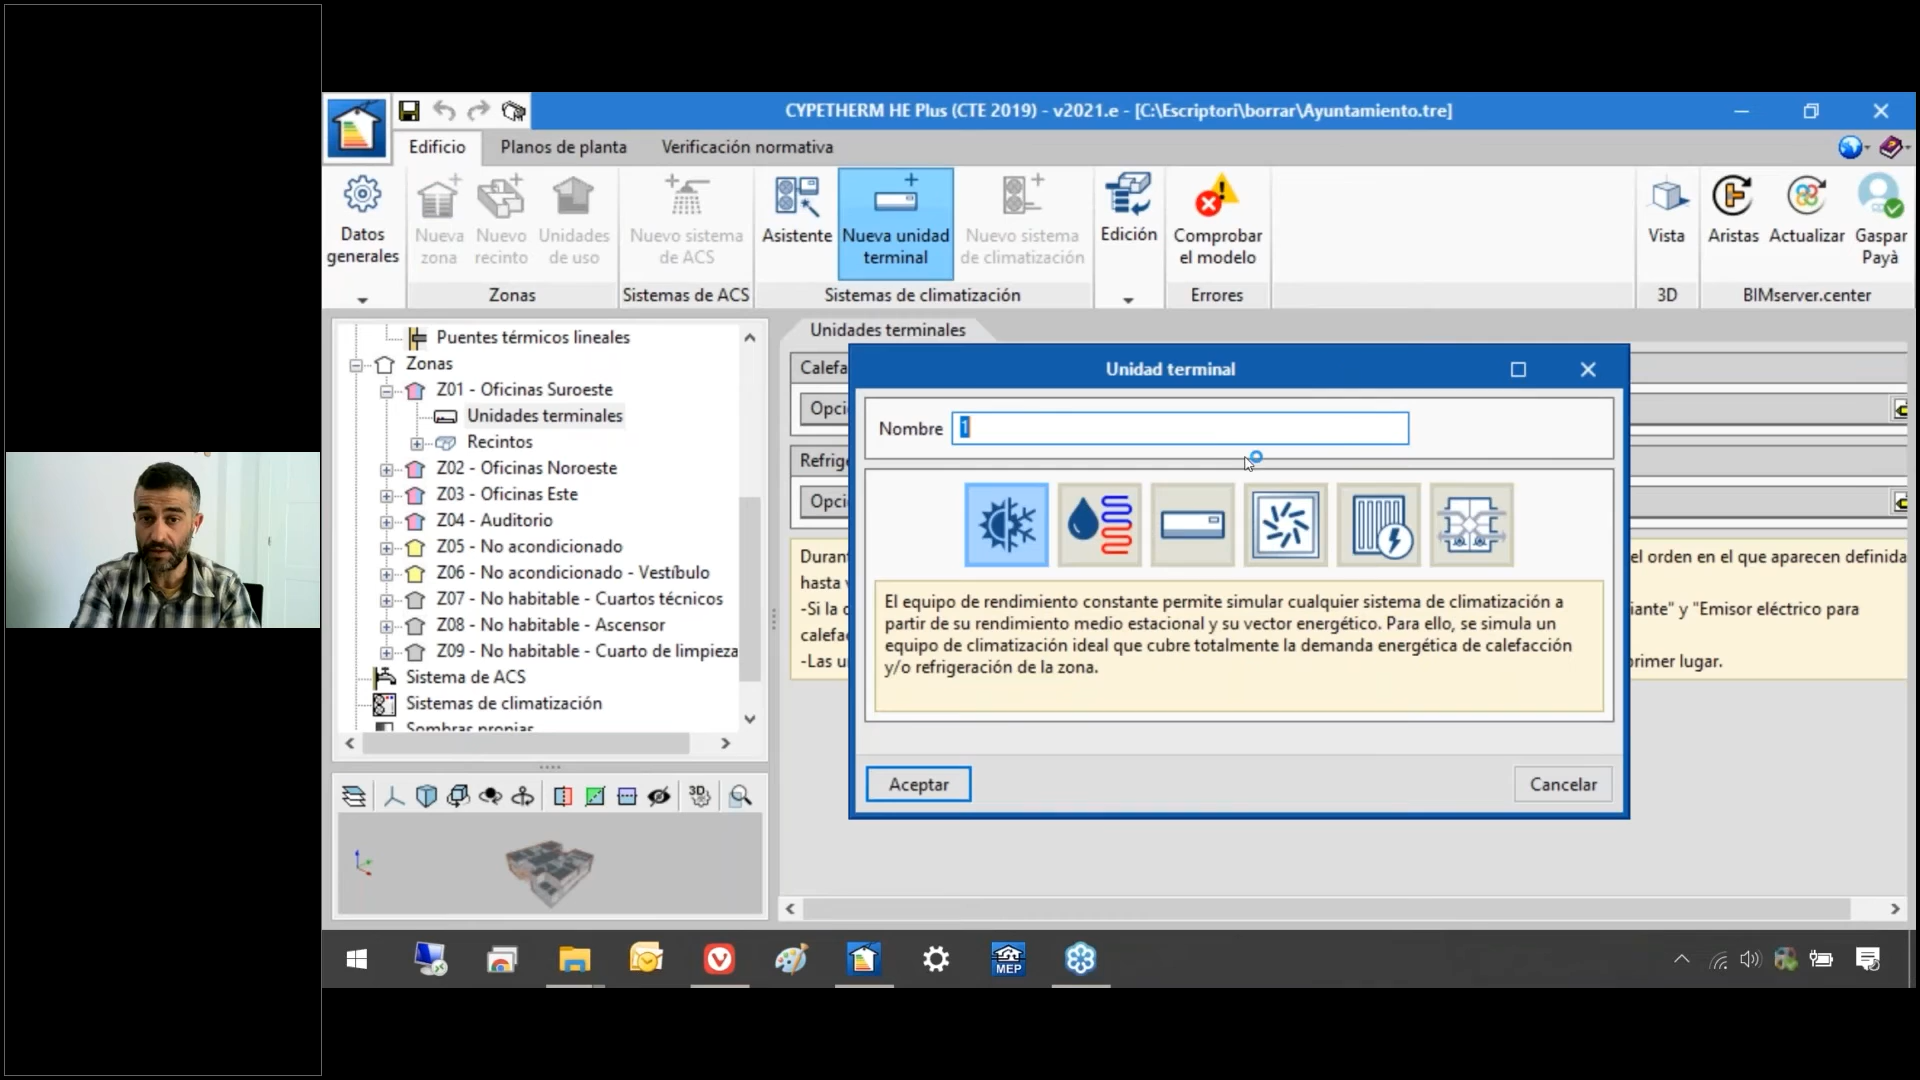 CYPETHERM HE Plus (CTE 2019) - v2021.e - [C:\Escriptori\borrar\Ayuntamiento.tre]
Edificio
Planos de planta
Verificación normativa
Datos generales
Nueva zona
Nuevo recinto
Unidades de uso
Zonas
Nuevo sistema de ACS
Sistemas de ACS
Asistente
Nueva unidad terminal
Nuevo sistema de climatización
Sistemas de climatización
Edición
Comprobar el modelo
Errores
Vista
3D
Aristas
Actualizar
Gaspar Payà
BIMserver.center
Puentes térmicos lineales
Zonas
Z01 - Oficinas Suroeste
Unidades terminales
Recintos
Z02 - Oficinas Noroeste
Z03 - Oficinas Este
Z04 - Auditorio
Z05 - No acondicionado
Z06 - No acondicionado - Vestíbulo
Z07 - No habitable - Cuartos técnicos
Z08 - No habitable - Ascensor
Z09 - No habitable - Cuarto de limpieza
Sistema de ACS
Sistemas de climatización
Sombras propias
3D
Unidades terminales
Calefa
Opci
Refrige
Opci
Durant
el orden en el que aparecen definida
hasta v
-Si la c
iante" y "Emisor eléctrico para
calefac
-Las u
primer lugar.
Unidad terminal
Nombre
1
El equipo de rendimiento constante permite simular cualquier sistema de climatización a
partir de su rendimiento medio estacional y su vector energético. Para ello, se simula un
equipo de climatización ideal que cubre totalmente la demanda energética de calefacción
y/o refrigeración de la zona.
Aceptar
Cancelar
MEP